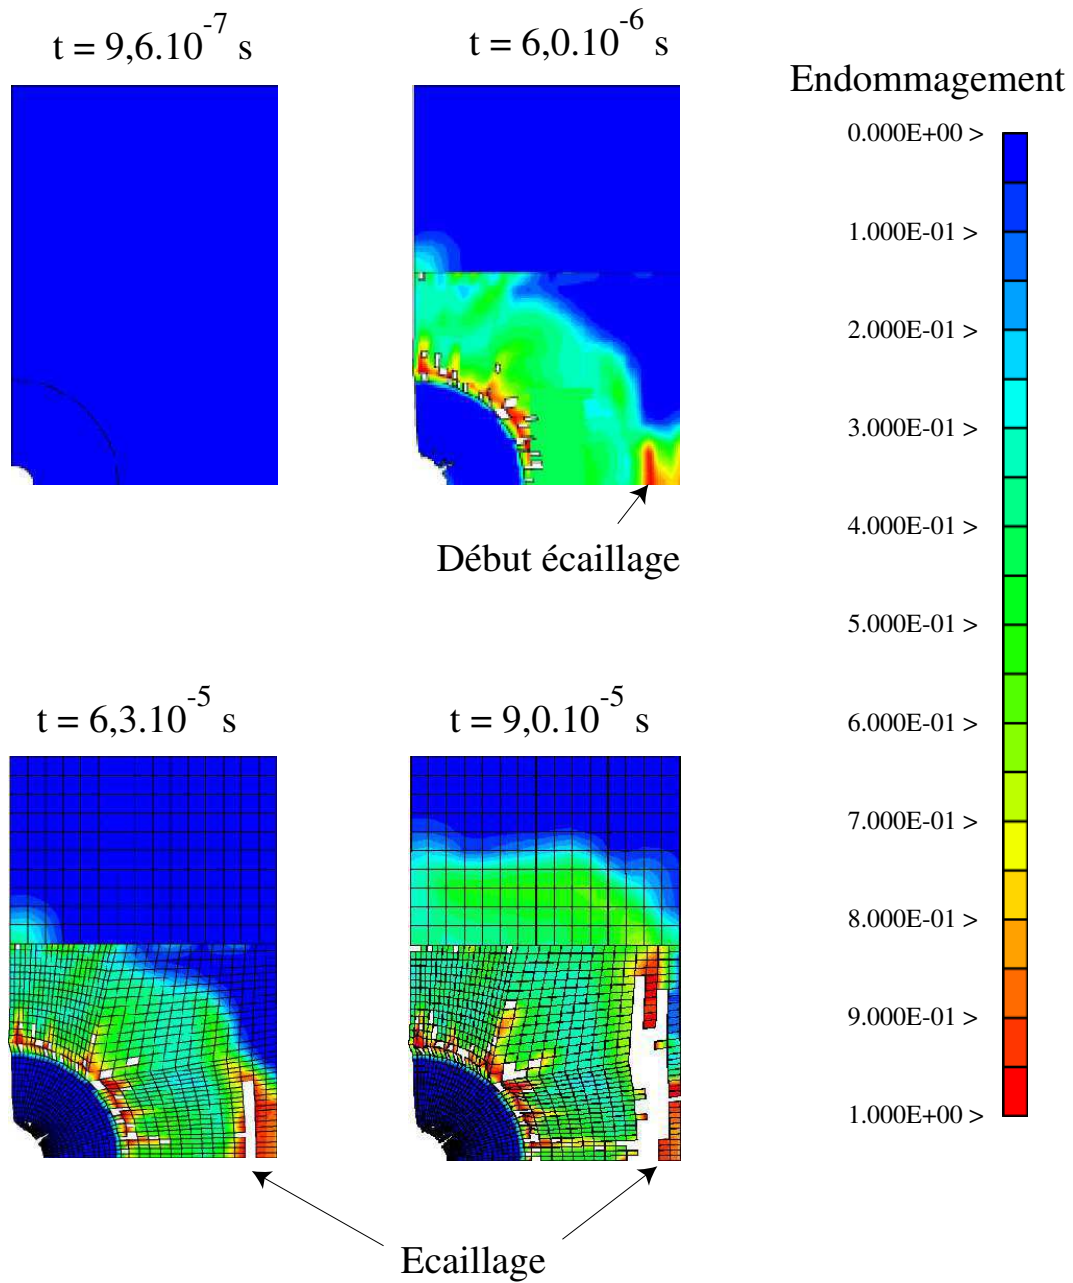 t = 9,6.10-7 s
t = 6,0.10-6 s
Endommagement
0.000E+00 >
1.000E-01 >
2.000E-01 >
3.000E-01 >
4.000E-01 >
5.000E-01 >
6.000E-01 >
7.000E-01 >
8.000E-01 >
9.000E-01 >
1.000E+00 >
Début écaillage
t = 6,3.10-5 s
t = 9,0.10-5 s
Ecaillage